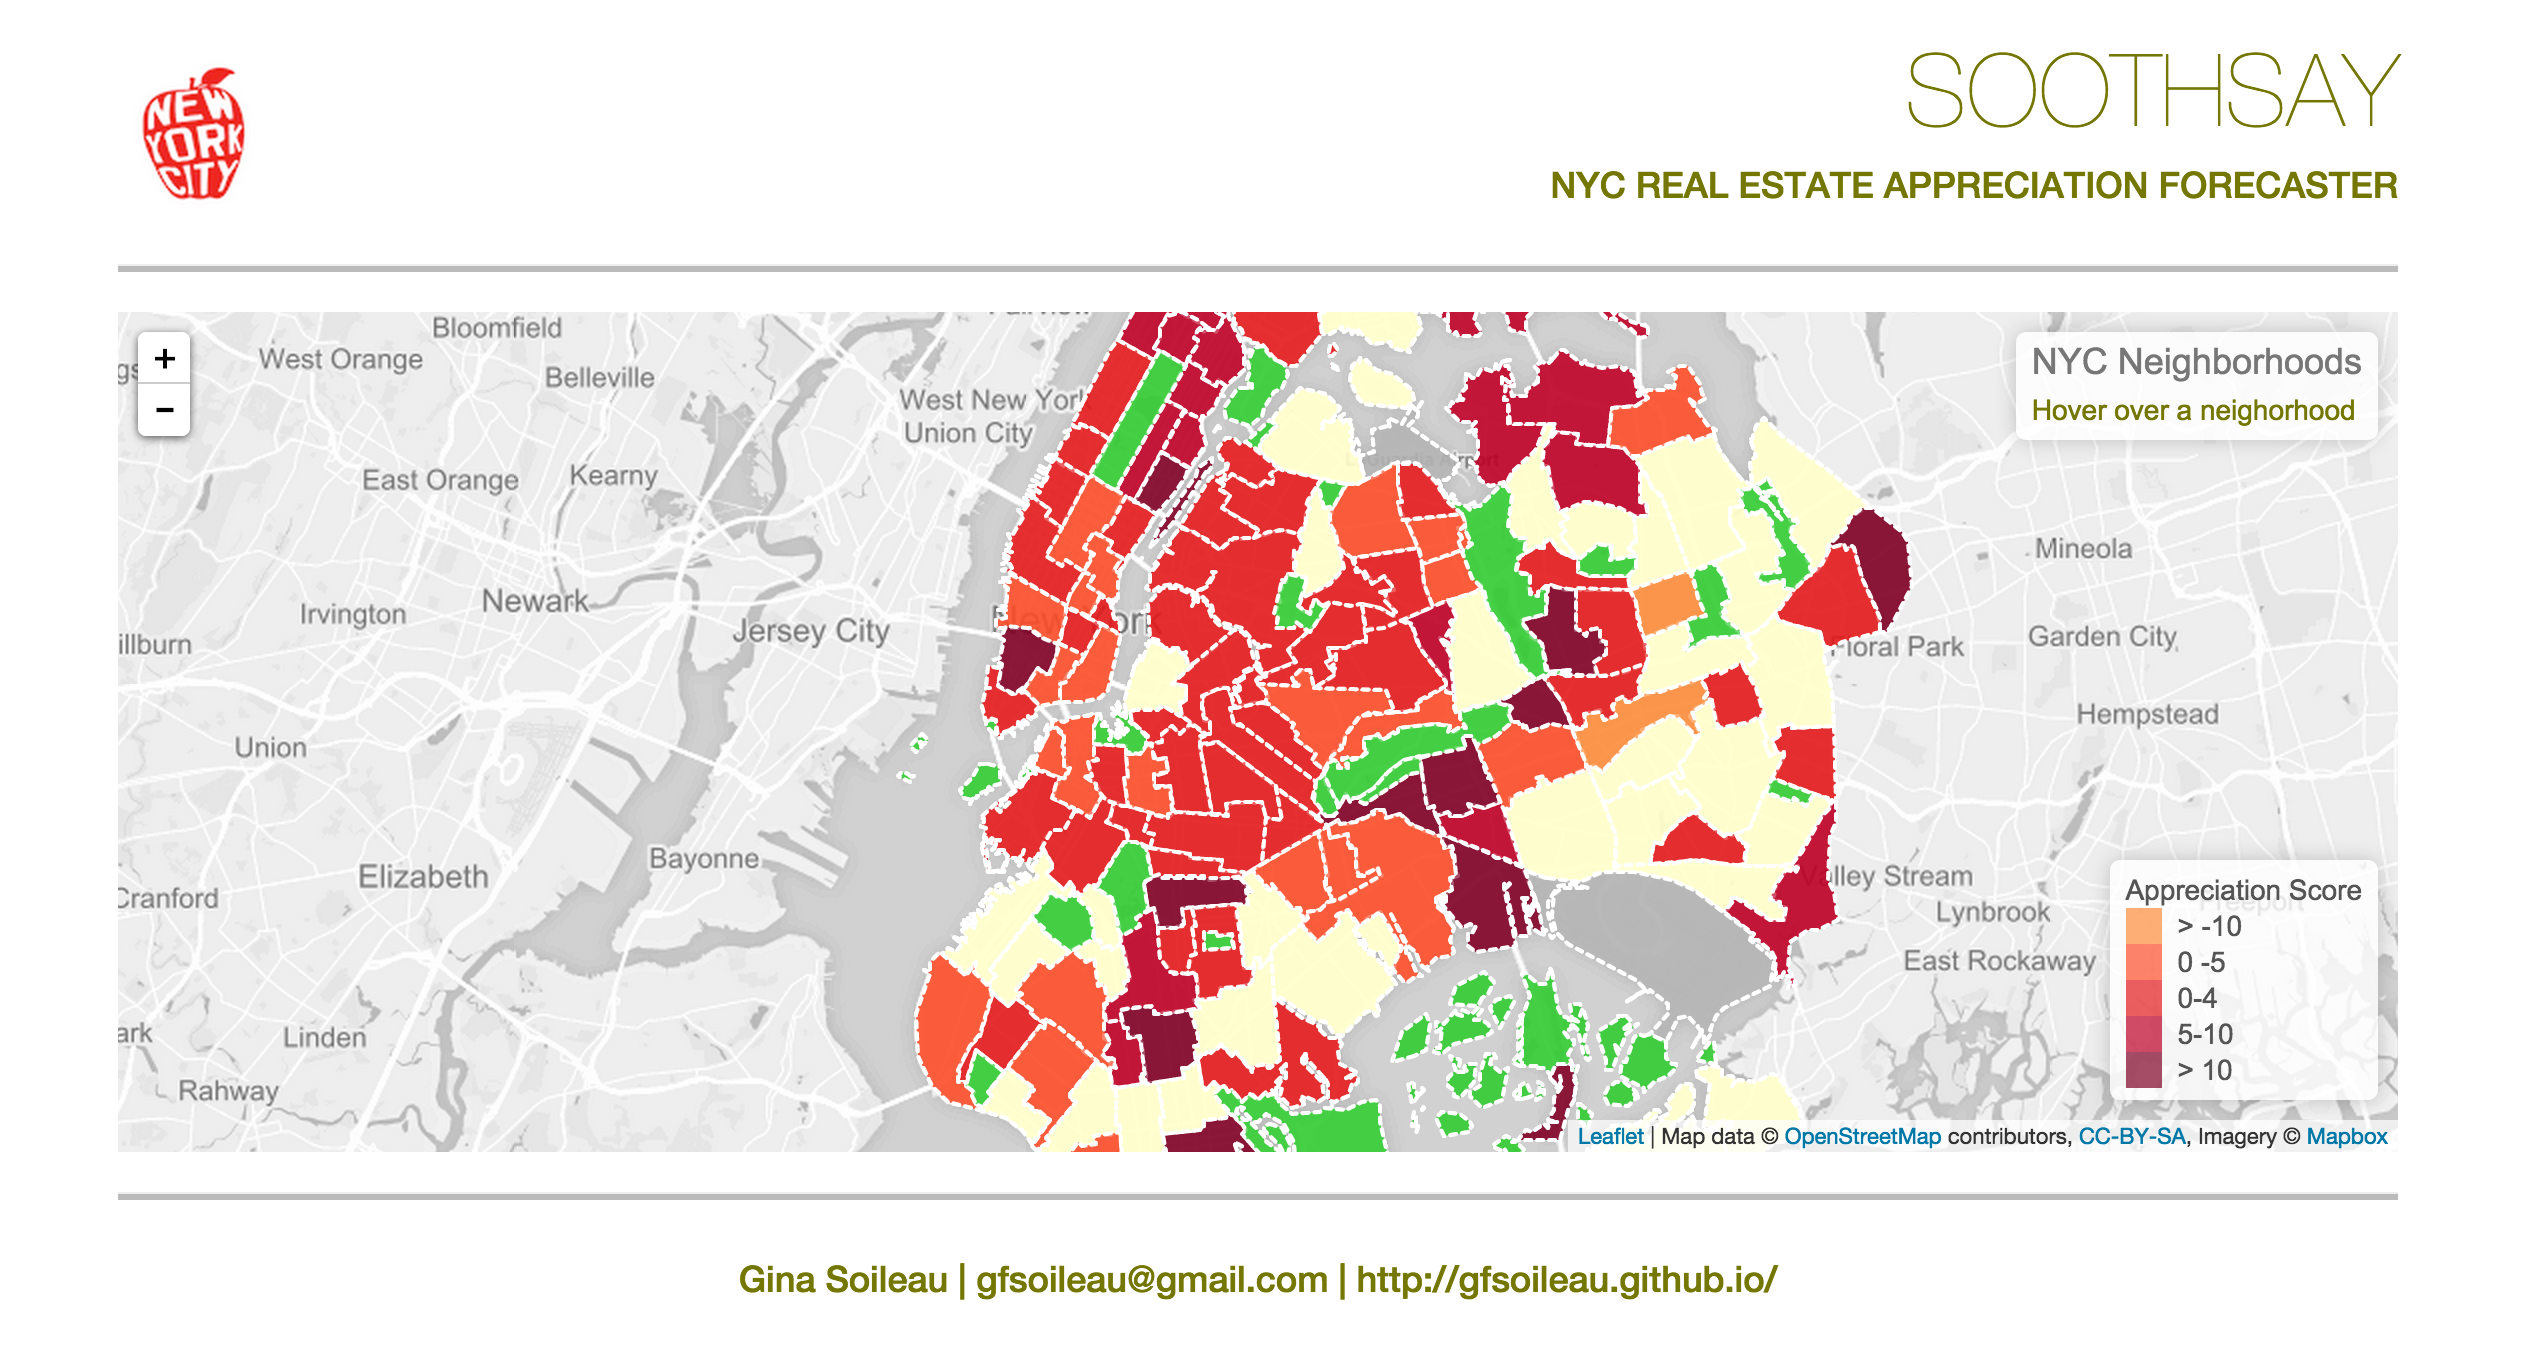 NEW
YORK
CITY
SOOTHSAY
NYC REAL ESTATE APPRECIATION FORECASTER
+
−
Bloomfield
West Orange
Belleville
West New
Union City
East Orange
Kearny
Newark
Irvington
Jersey City
illburn
Union
Elizabeth
Bayonne
Cranford
Linden
ark
Rahway
New York
NYC Neighborhoods
Hover over a neighorhood
Mineola
Garden City
Floral Park
Hempstead
Valley Stream
Lynbrook
East Rockaway
Freeport
Appreciation Score
> -10
0 -5
0-4
5-10
> 10
Leaflet | Map data © OpenStreetMap contributors, CC-BY-SA, Imagery © Mapbox
Gina Soileau | gfsoileau@gmail.com | http://gfsoileau.github.io/